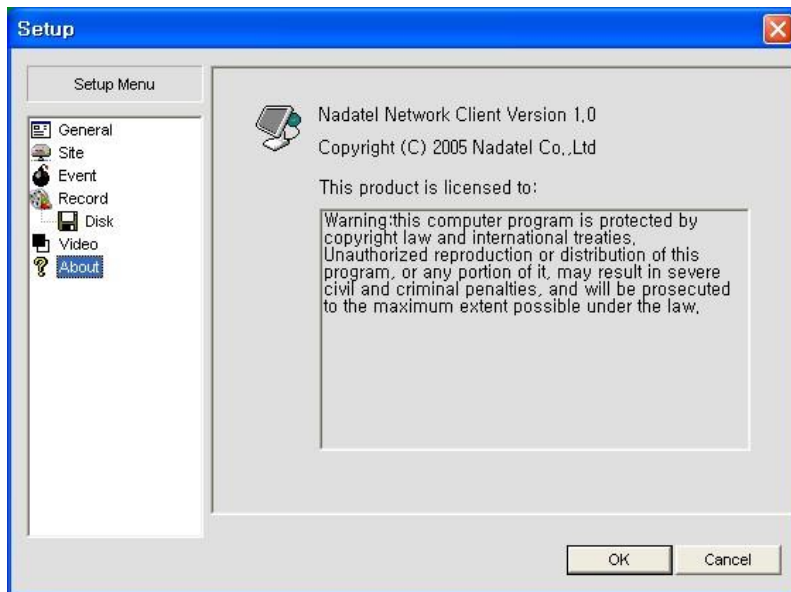 Setup
Setup Menu
General
Site
Event
Record
Disk
Video
About
Nadatel Network Client Version 1.0
Copyright (C) 2005 Nadatel Co.,Ltd
This product is licensed to:
Warning:this computer program is protected by
copyright law and international treaties.
Unauthorized reproduction or distribution of this
program, or any portion of it, may result in severe
civil and criminal penalties, and will be prosecuted
to the maximum extent possible under the law.
OK
Cancel